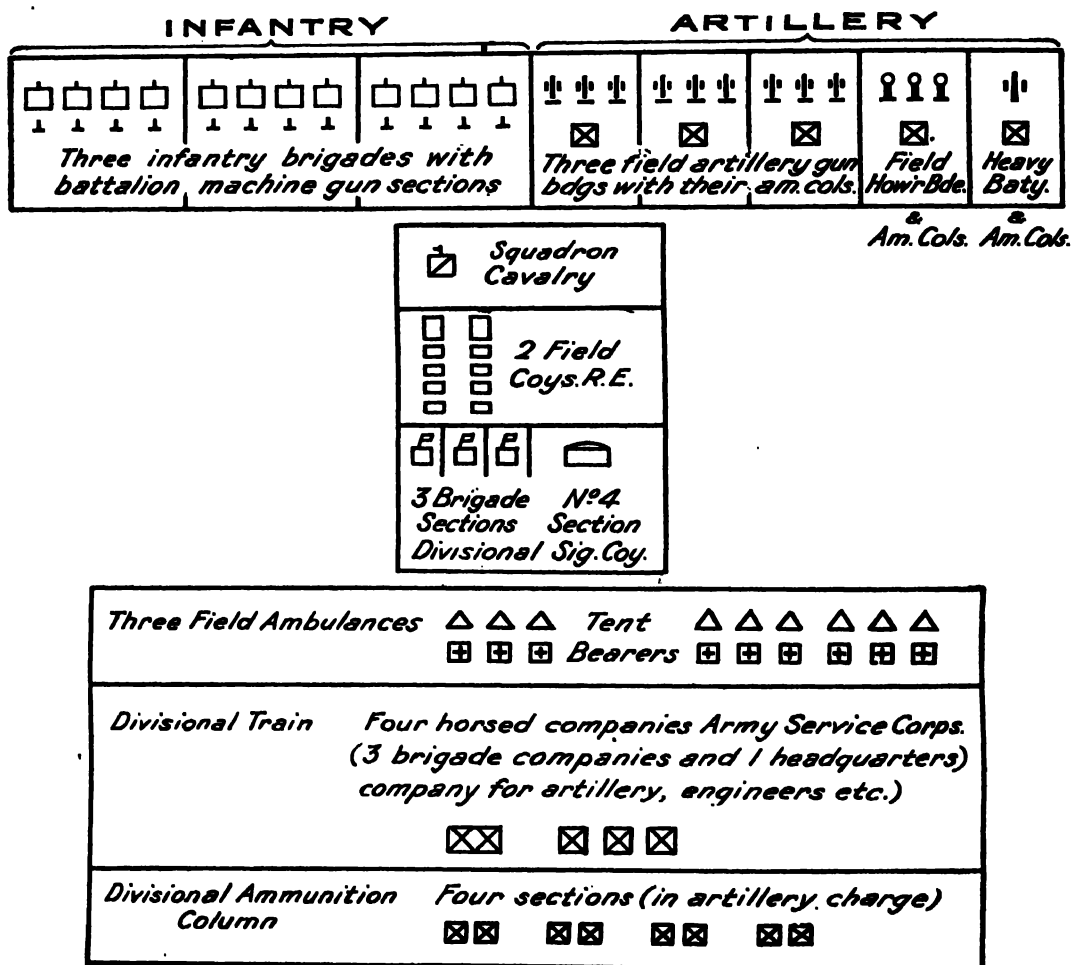 INFANTRY
ARTILLERY
Three infantry brigades with
battalion machine gun sections
Three field artillery gun
bdgs with their am. cols.
Field
Howr Bde.
&
Am. Cols.
Heavy
Baty.
&
Am. Cols.
Squadron
Cavalry
2 Field
Coys. R.E.
3 Brigade
Sections
Nº 4
Section
Divisional Sig. Coy.
Three Field Ambulances
Tent
Bearers
Divisional Train
Four horsed companies Army Service Corps.
(3 brigade companies and 1 headquarters)
company for artillery, engineers etc.)
Divisional Ammunition
Column
Four sections (in artillery charge)